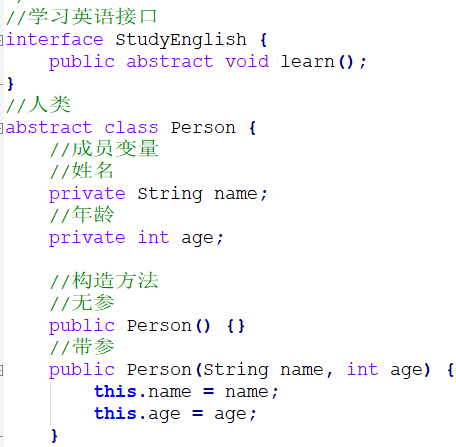 //学习英语接口
interface StudyEnglish {
    public abstract void learn();
}
//人类
abstract class Person {
    //成员变量
    //姓名
    private String name;
    //年龄
    private int age;
    //构造方法
    //无参
    public Person() {}
    //带参
    public Person(String name, int age) {
        this.name = name;
        this.age = age;
    }